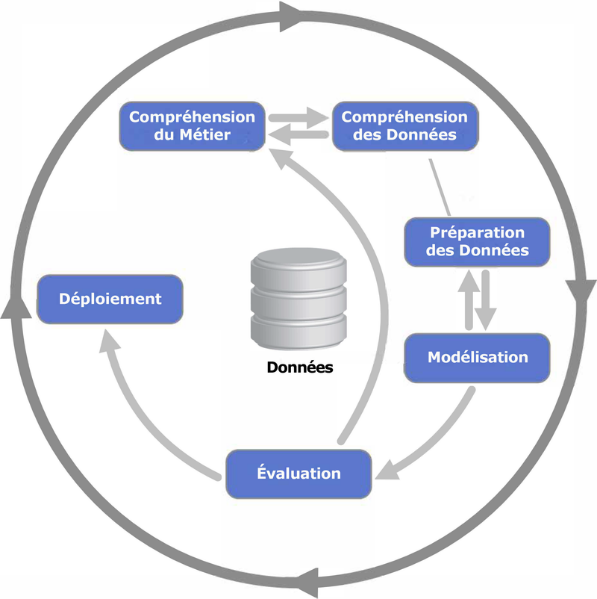 Compréhension
du Métier
Compréhension
des Données
Préparation
des Données
Déploiement
Modélisation
Données
Évaluation